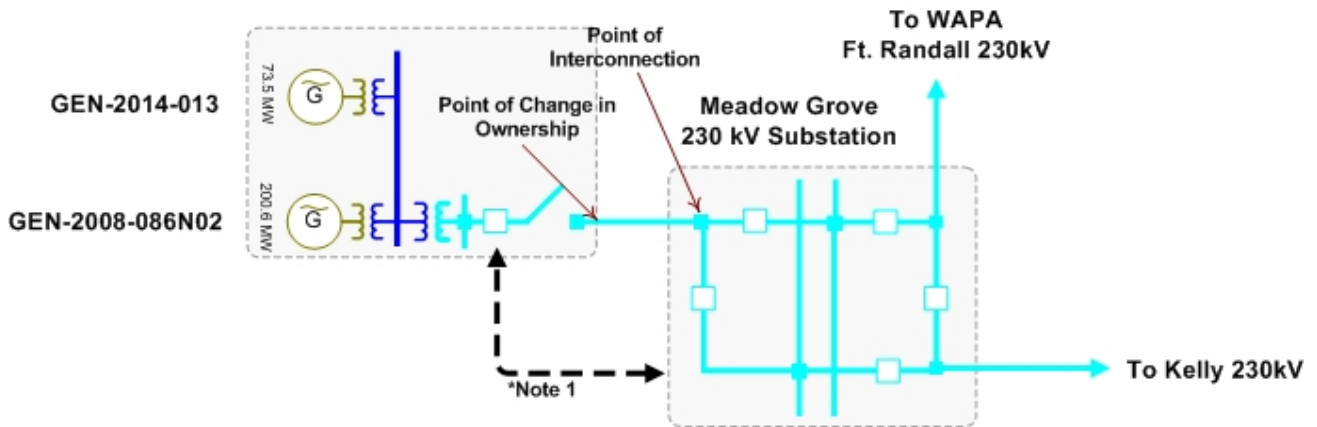 To WAPA
Ft. Randall 230kV
Point of
Interconnection
GEN-2014-013
73.5 MW
G
Point of Change in
Ownership
Meadow Grove
230 kV Substation
GEN-2008-086N02
200.6 MW
G
*Note 1
To Kelly 230kV